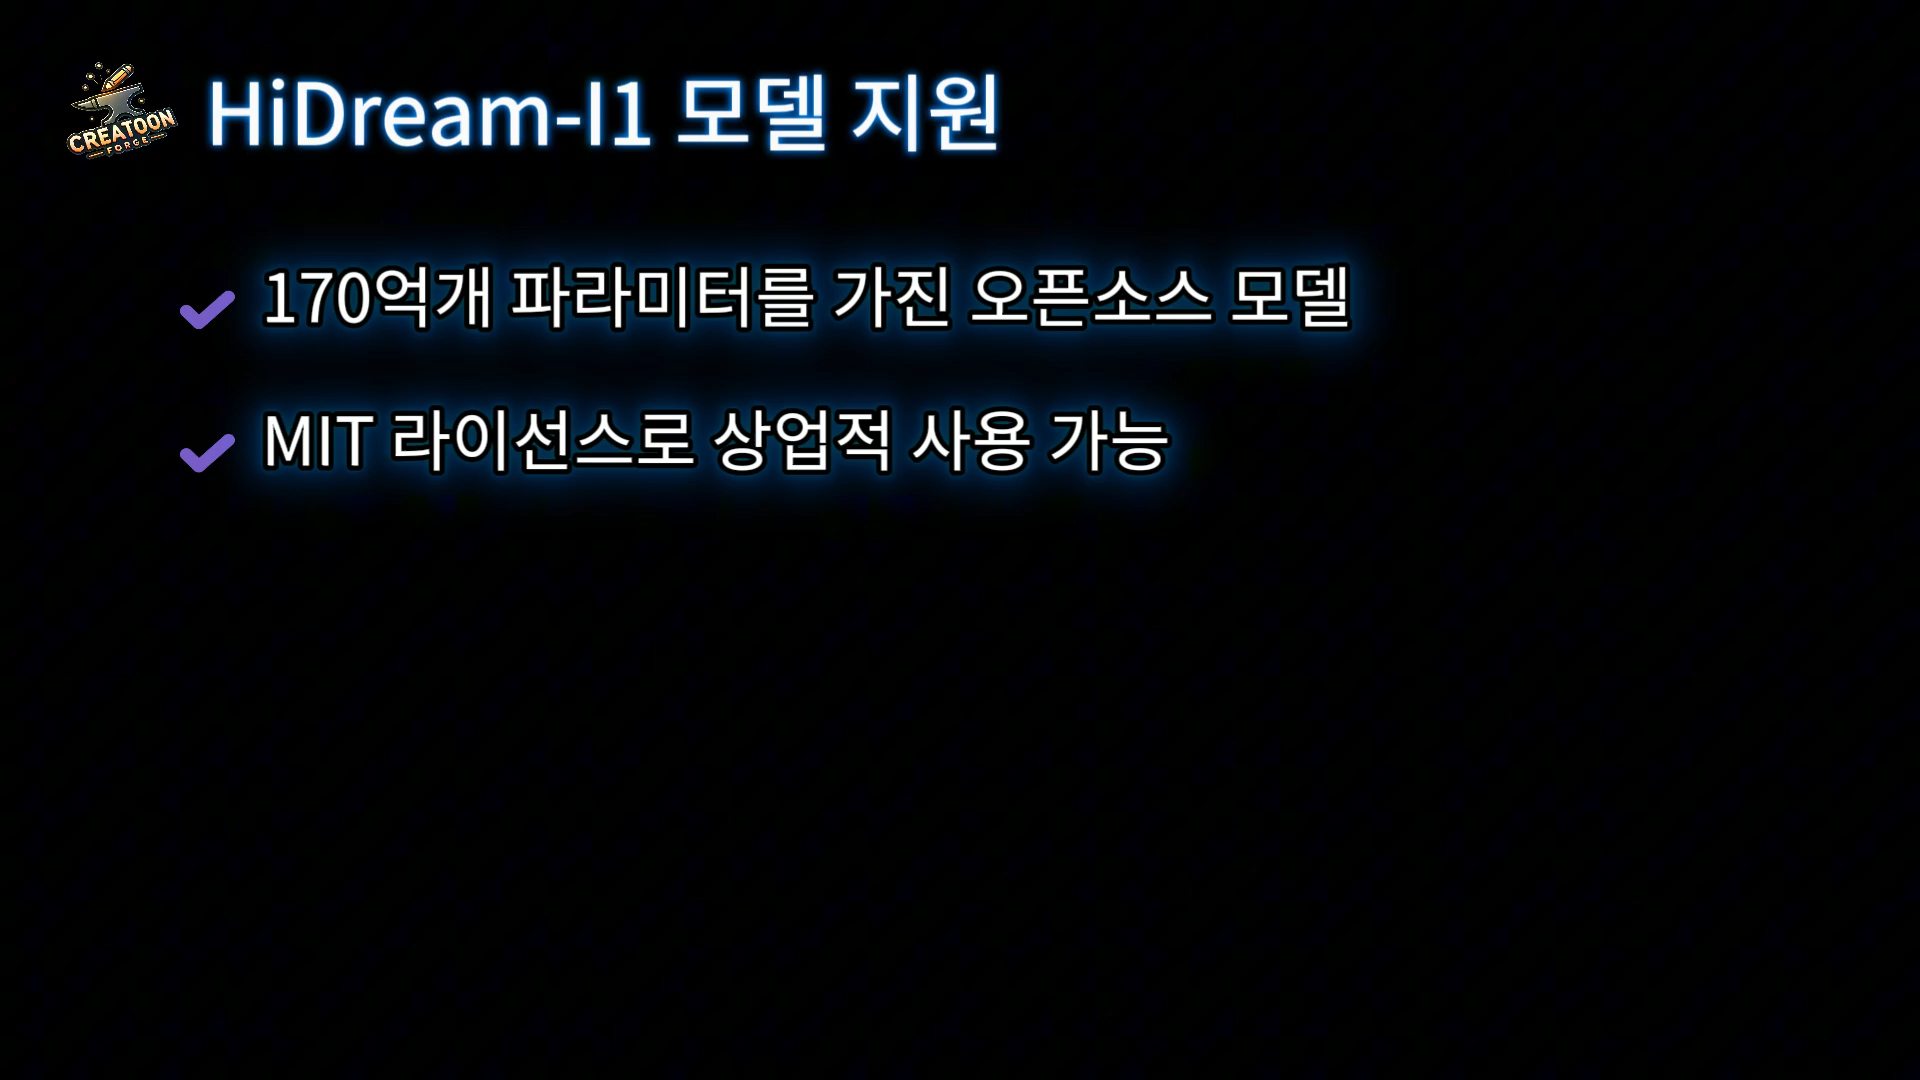 CREATOON
FORGE
HiDream-I1 모델 지원
170억개 파라미터를 가진 오픈소스 모델
MIT 라이선스로 상업적 사용 가능